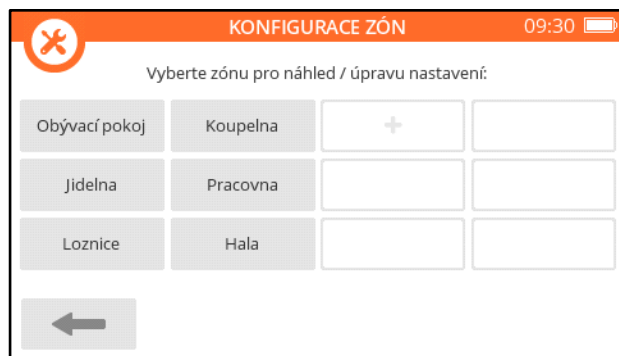 KONFIGURACE ZÓN 09:30
Vyberte zónu pro náhled / úpravu nastavení:
Obývací pokoj Koupelna +
Jidelna Pracovna
Loznice Hala